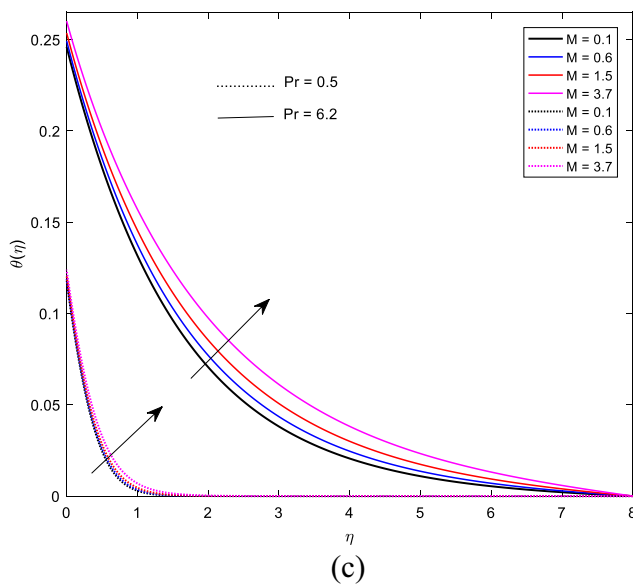 0.25
0.2
0.15
0.1
0.05
0
θ(η)
Pr = 0.5
Pr = 6.2
M = 0.1
M = 0.6
M = 1.5
M = 3.7
M = 0.1
M = 0.6
M = 1.5
M = 3.7
0 1 2 3 4 5 6 7 8
η
(c)